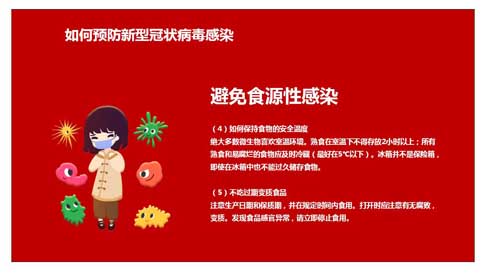 如何预防新型冠状病毒感染
避免食源性感染
（4）如何保持食物的安全温度
绝大多数微生物喜欢室温环境。熟食在室温下不得存放2小时以上；所有
熟食和易腐烂的食物应及时冷藏（最好在5℃以下）。冰箱并不是保险箱，
即使在冰箱中也不能过久储存食物。
（5）不吃过期变质食品
注意生产日期和保质期，并在规定时间内食用。打开时应注意有无腐败，
变质。发现食品感官异常，请立即停止食用。